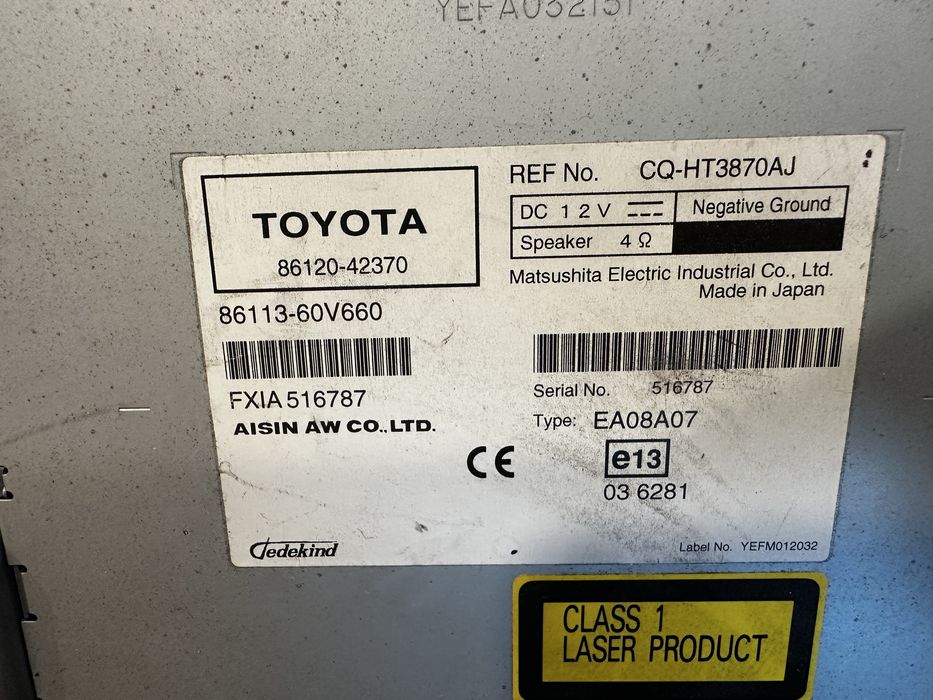 TOYOTA
86120-42370
86113-60V660
FXIA 516787
AISIN AW CO.,LTD.
REF No. CQ-HT3870AJ
DC 12V Negative Ground
Speaker 4Ω
Matsushita Electric Industrial Co., Ltd.
Made in Japan
Serial No. 516787
Type: EA08A07
CE
e13
03 6281
Jedekind
Label No. YEFM012032
CLASS 1
LASER PRODUCT